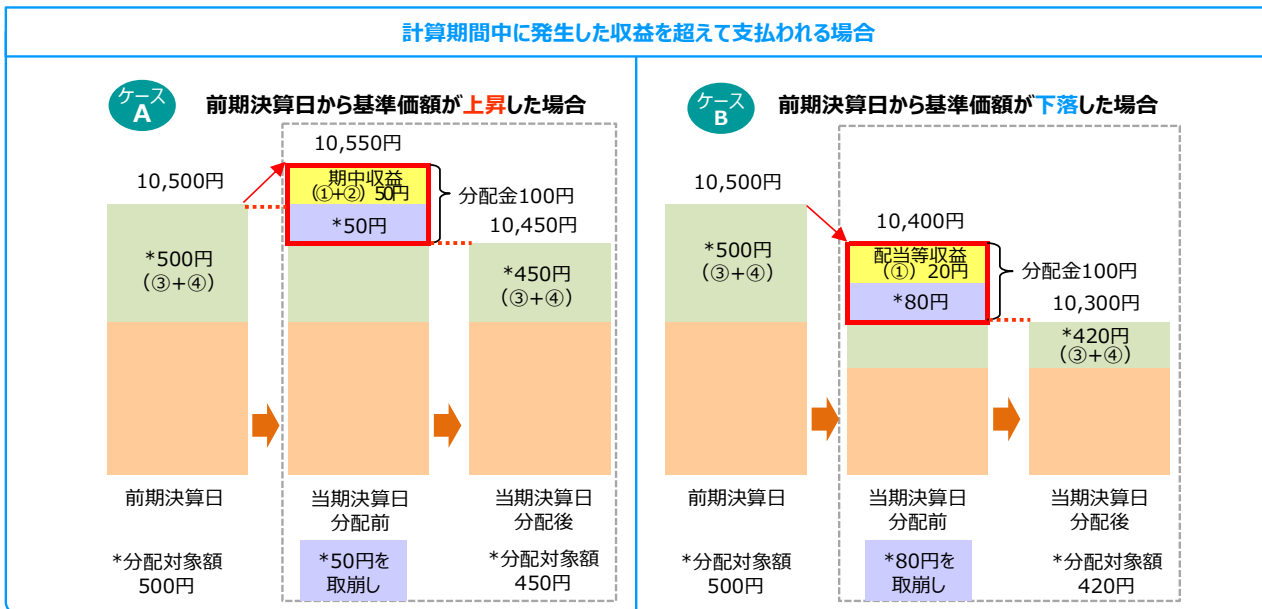 計算期間中に発生した収益を超えて支払われる場合
ケース
A
前期決算日から基準価額が上昇した場合
10,550円
10,500円
期中収益
(①+②) 50円
分配金100円
*50円
10,450円
*500円
(③+④)
*450円
(③+④)
前期決算日
当期決算日
分配前
当期決算日
分配後
*分配対象額
500円
*50円を
取崩し
*分配対象額
450円
ケース
B
前期決算日から基準価額が下落した場合
10,500円
10,400円
*500円
(③+④)
配当等収益
(①) 20円
分配金100円
*80円
10,300円
*420円
(③+④)
前期決算日
当期決算日
分配前
当期決算日
分配後
*分配対象額
500円
*80円を
取崩し
*分配対象額
420円